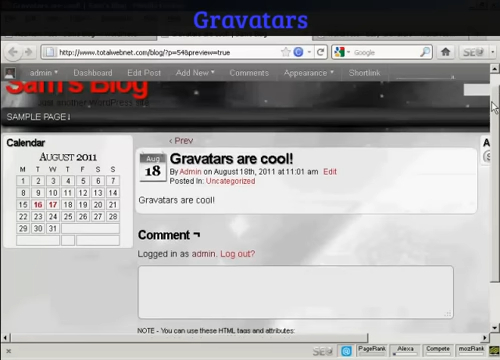 Gravatars
http://www.totalwebnet.com/blog/?p=54&preview=true
Google
admin Dashboard Edit Post Add New Comments Appearance Shortlink
Sam's Blog
Just another WordPress site
SAMPLE PAGE
Calendar
AUGUST 2011
M T W T F S S
1 2 3 4 5 6 7
8 9 10 11 12 13 14
15 16 17 18 19 20 21
22 23 24 25 26 27 28
29 30 31
‹ Prev
Aug
18
Gravatars are cool!
By Admin on August 18th, 2011 at 11:01 am Edit
Posted In: Uncategorized
Gravatars are cool!
Comment ¬
Logged in as admin. Log out?
NOTE - You can use these HTML tags and attributes:
PageRank Alexa Compete mozRank